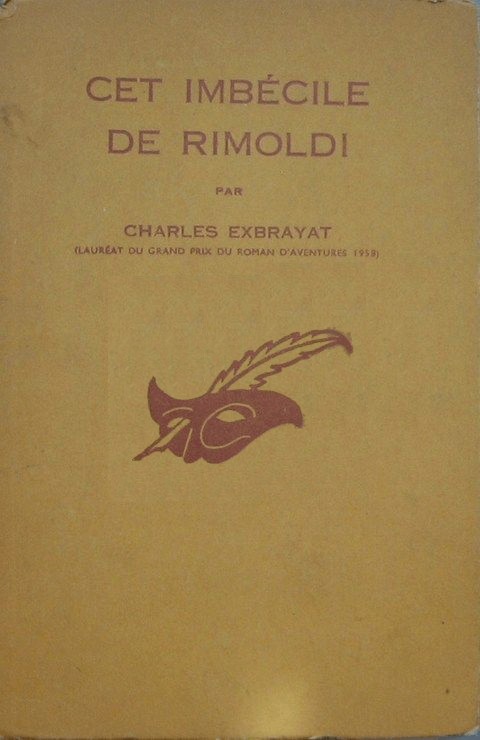 CET IMBÉCILE
DE RIMOLDI
PAR
CHARLES EXBRAYAT
(LAURÉAT DU GRAND PRIX DU ROMAN D'AVENTURES 1958)